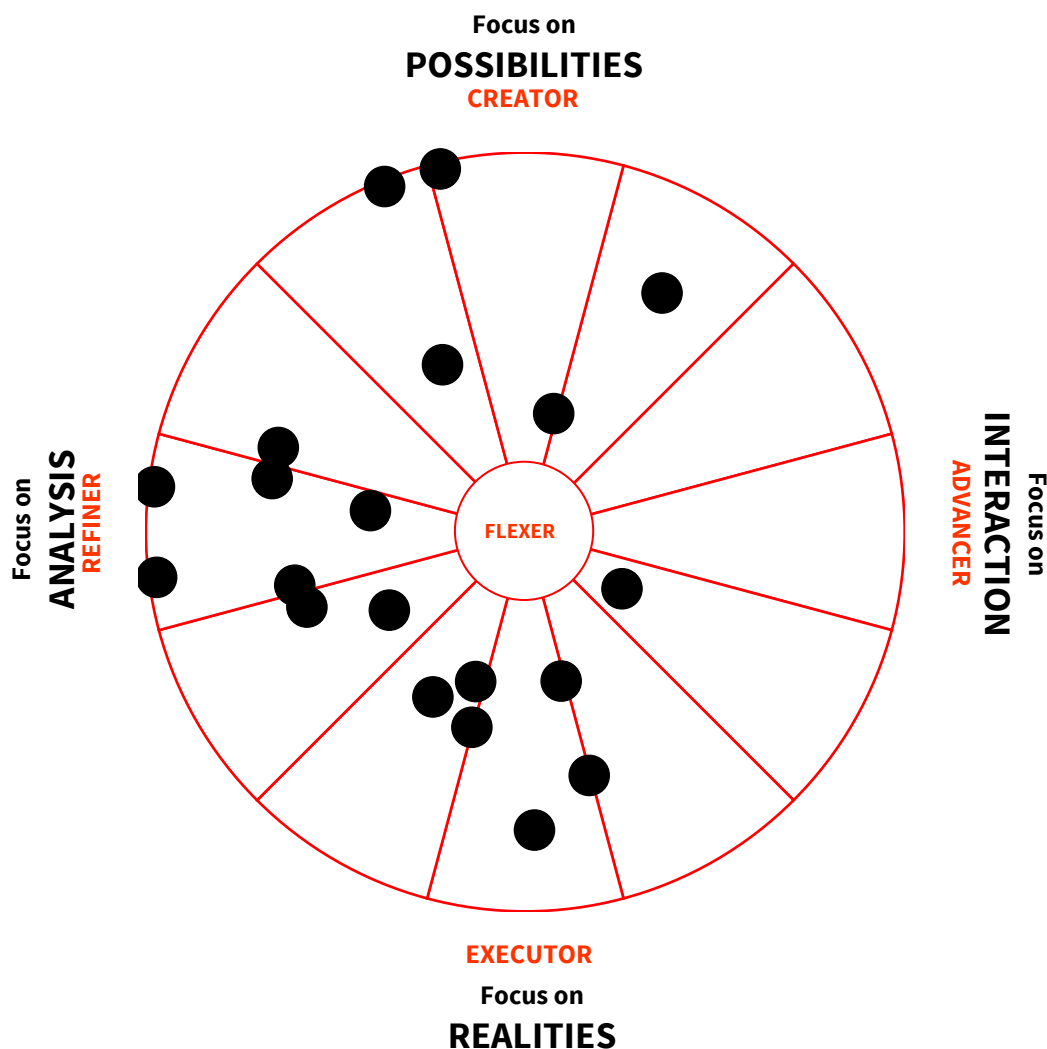 Focus on
POSSIBILITIES
CREATOR
Focus on
ANALYSIS
REFINER
FLEXER
ADVANCER
INTERACTION
Focus on
EXECUTOR
Focus on
REALITIES